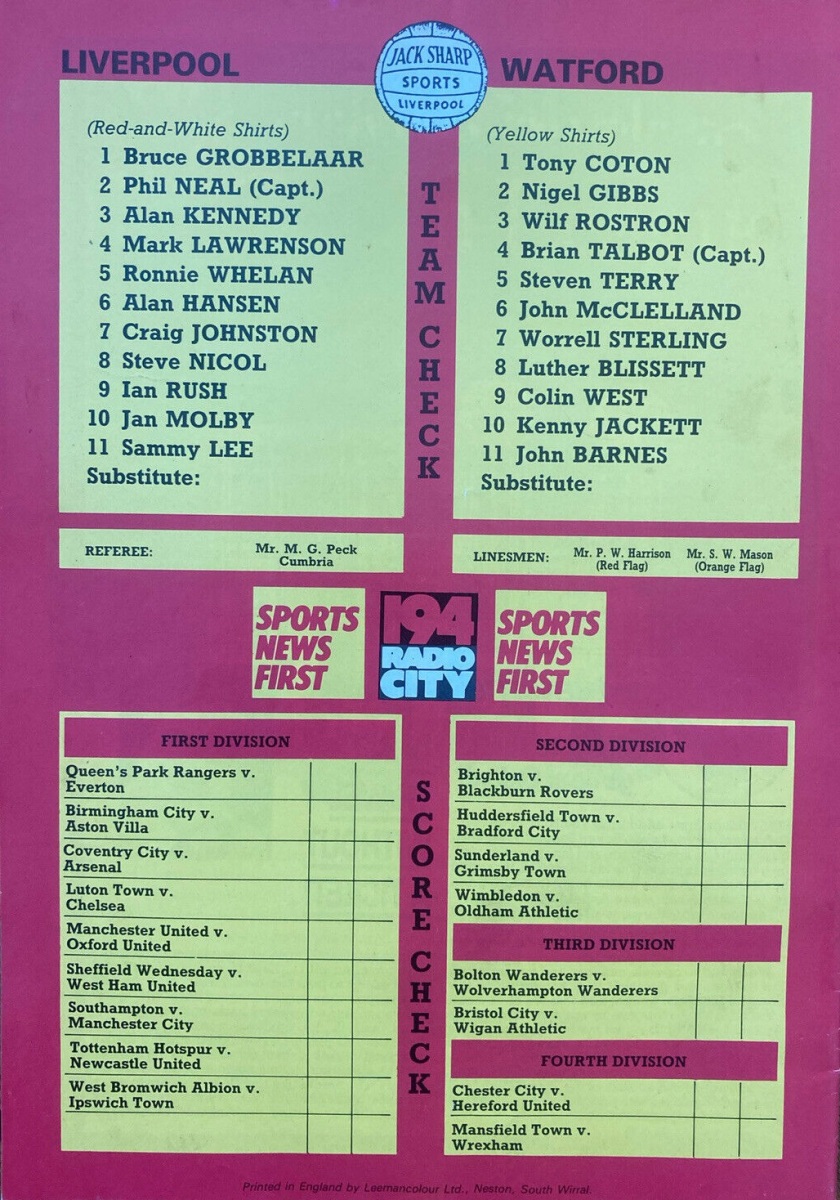 LIVERPOOL
JACK SHARP
SPORTS
LIVERPOOL
WATFORD
(Red-and-White Shirts)
1 Bruce GROBBELAAR
2 Phil NEAL (Capt.)
3 Alan KENNEDY
4 Mark LAWRENSON
5 Ronnie WHELAN
6 Alan HANSEN
7 Craig JOHNSTON
8 Steve NICOL
9 Ian RUSH
10 Jan MOLBY
11 Sammy LEE
Substitute:
TEAM CHECK
(Yellow Shirts)
1 Tony COTON
2 Nigel GIBBS
3 Wilf ROSTRON
4 Brian TALBOT (Capt.)
5 Steven TERRY
6 John McCLELLAND
7 Worrell STERLING
8 Luther BLISSETT
9 Colin WEST
10 Kenny JACKETT
11 John BARNES
Substitute:
REFEREE:
Mr. M. G. Peck
Cumbria
LINESMEN:
Mr. P. W. Harrison
(Red Flag)
Mr. S. W. Mason
(Orange Flag)
SPORTS
NEWS
FIRST
194
RADIO
CITY
SPORTS
NEWS
FIRST
FIRST DIVISION
Queen's Park Rangers v.
Everton
Birmingham City v.
Aston Villa
Coventry City v.
Arsenal
Luton Town v.
Chelsea
Manchester United v.
Oxford United
Sheffield Wednesday v.
West Ham United
Southampton v.
Manchester City
Tottenham Hotspur v.
Newcastle United
West Bromwich Albion v.
Ipswich Town
SCORE CHECK
SECOND DIVISION
Brighton v.
Blackburn Rovers
Huddersfield Town v.
Bradford City
Sunderland v.
Grimsby Town
Wimbledon v.
Oldham Athletic
THIRD DIVISION
Bolton Wanderers v.
Wolverhampton Wanderers
Bristol City v.
Wigan Athletic
FOURTH DIVISION
Chester City v.
Hereford United
Mansfield Town v.
Wrexham
Printed in England by Leemancolour Ltd., Neston, South Wirral.